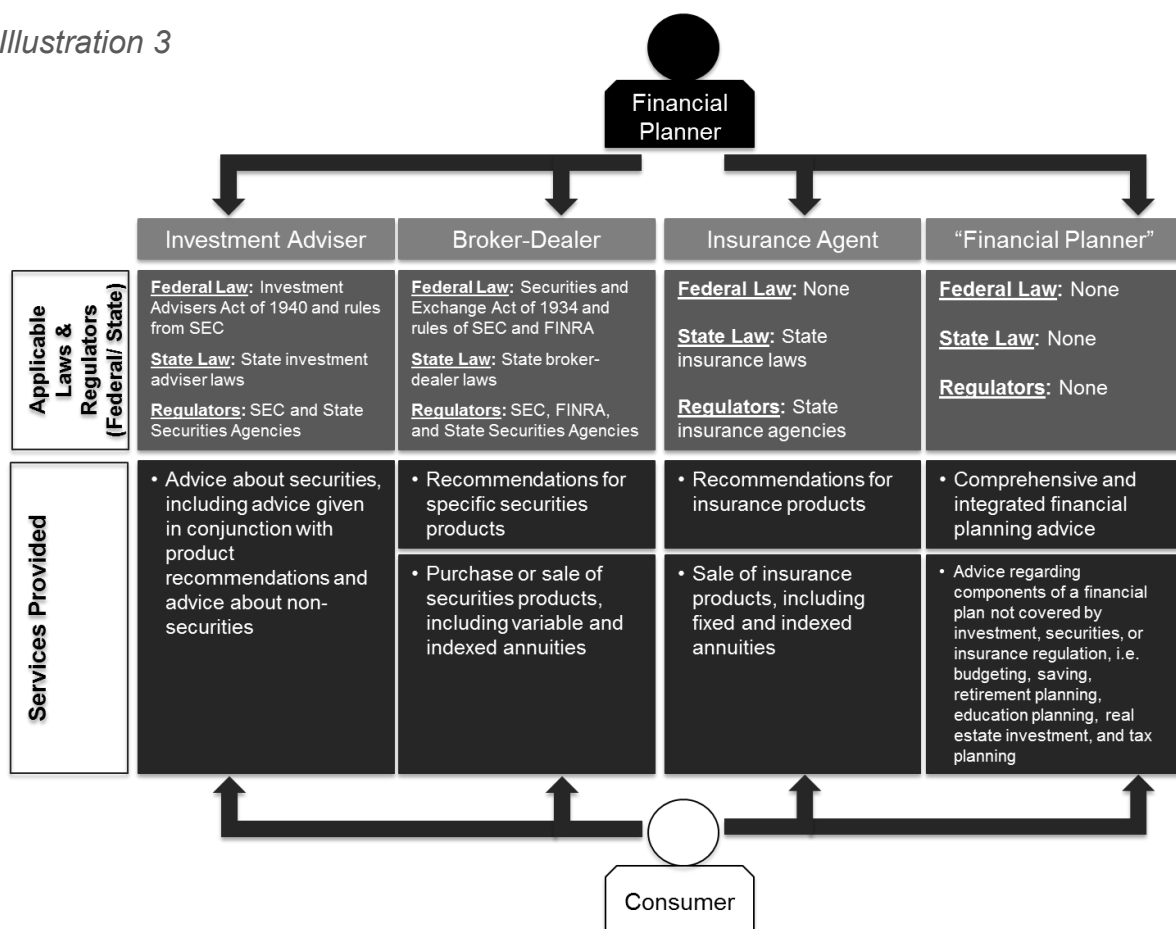 Illustration 3
Financial
Planner
Investment Adviser
Broker-Dealer
Insurance Agent
“Financial Planner”
Applicable
Laws &
Regulators
(Federal/ State)
Federal Law: Investment
Advisers Act of 1940 and rules
from SEC
State Law: State investment
adviser laws
Regulators: SEC and State
Securities Agencies
Federal Law: Securities and
Exchange Act of 1934 and
rules of SEC and FINRA
State Law: State broker-
dealer laws
Regulators: SEC, FINRA,
and State Securities Agencies
Federal Law: None
State Law: State
insurance laws
Regulators: State
insurance agencies
Federal Law: None
State Law: None
Regulators: None
Services Provided
• Advice about securities,
including advice given
in conjunction with
product
recommendations and
advice about non-
securities
• Recommendations for
specific securities
products
• Purchase or sale of
securities products,
including variable and
indexed annuities
• Recommendations for
insurance products
• Sale of insurance
products, including
fixed and indexed
annuities
• Comprehensive and
integrated financial
planning advice
• Advice regarding
components of a financial
plan not covered by
investment, securities, or
insurance regulation, i.e.
budgeting, saving,
retirement planning,
education planning, real
estate investment, and tax
planning
Consumer